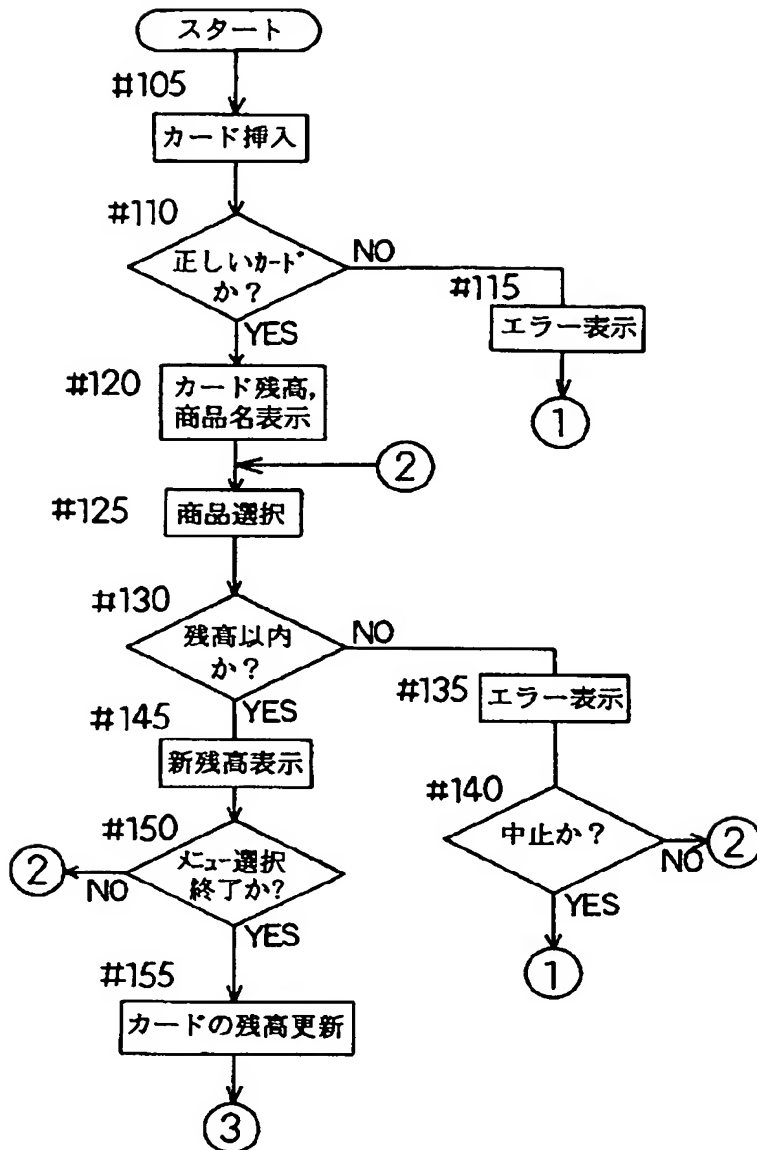 スタート
#105
カード挿入
#110
正しいカード
か?
NO
YES
#115
エラー表示
①
#120
カード残高,
商品名表示
②
#125
商品選択
#130
残高以内
か?
NO
YES
#135
エラー表示
#145
新残高表示
#140
中止か?
NO
②
YES
①
#150
メニュー選択
終了か?
②
NO
YES
#155
カードの残高更新
③